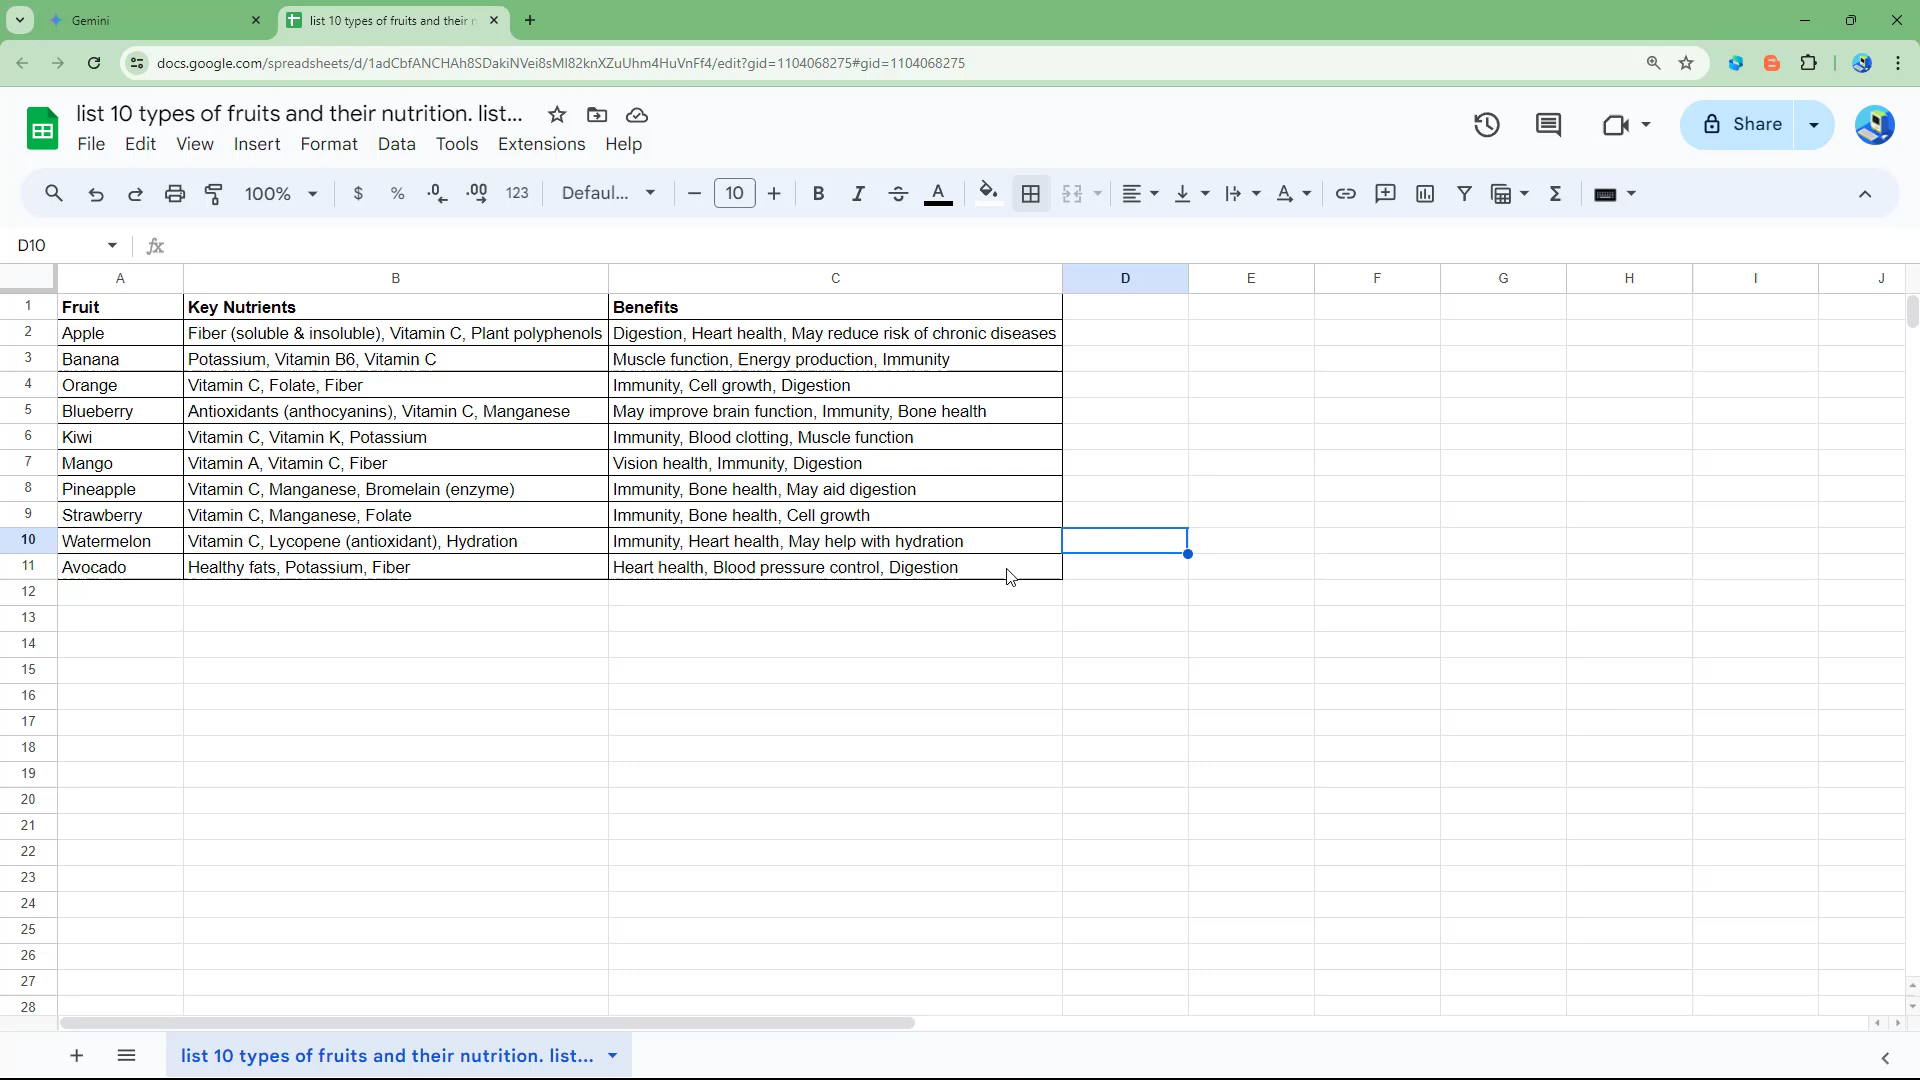 Gemini
list 10 types of fruits and their
docs.google.com/spreadsheets/d/1adCbfANCHAh8SDakiNVei8sMI82knXZuUhm4HuVnFf4/edit?gid=1104068275#gid=1104068275
list 10 types of fruits and their nutrition. list...
File Edit View Insert Format Data Tools Extensions Help
Share
100% $ % .0 .00 123 Defaul... 10 B I A
D10 fx
A B C D E F G H I J
1 Fruit Key Nutrients Benefits
2 Apple Fiber (soluble & insoluble), Vitamin C, Plant polyphenols Digestion, Heart health, May reduce risk of chronic diseases
3 Banana Potassium, Vitamin B6, Vitamin C Muscle function, Energy production, Immunity
4 Orange Vitamin C, Folate, Fiber Immunity, Cell growth, Digestion
5 Blueberry Antioxidants (anthocyanins), Vitamin C, Manganese May improve brain function, Immunity, Bone health
6 Kiwi Vitamin C, Vitamin K, Potassium Immunity, Blood clotting, Muscle function
7 Mango Vitamin A, Vitamin C, Fiber Vision health, Immunity, Digestion
8 Pineapple Vitamin C, Manganese, Bromelain (enzyme) Immunity, Bone health, May aid digestion
9 Strawberry Vitamin C, Manganese, Folate Immunity, Bone health, Cell growth
10 Watermelon Vitamin C, Lycopene (antioxidant), Hydration Immunity, Heart health, May help with hydration
11 Avocado Healthy fats, Potassium, Fiber Heart health, Blood pressure control, Digestion
12
13
14
15
16
17
18
19
20
21
22
23
24
25
26
27
28
list 10 types of fruits and their nutrition. list...